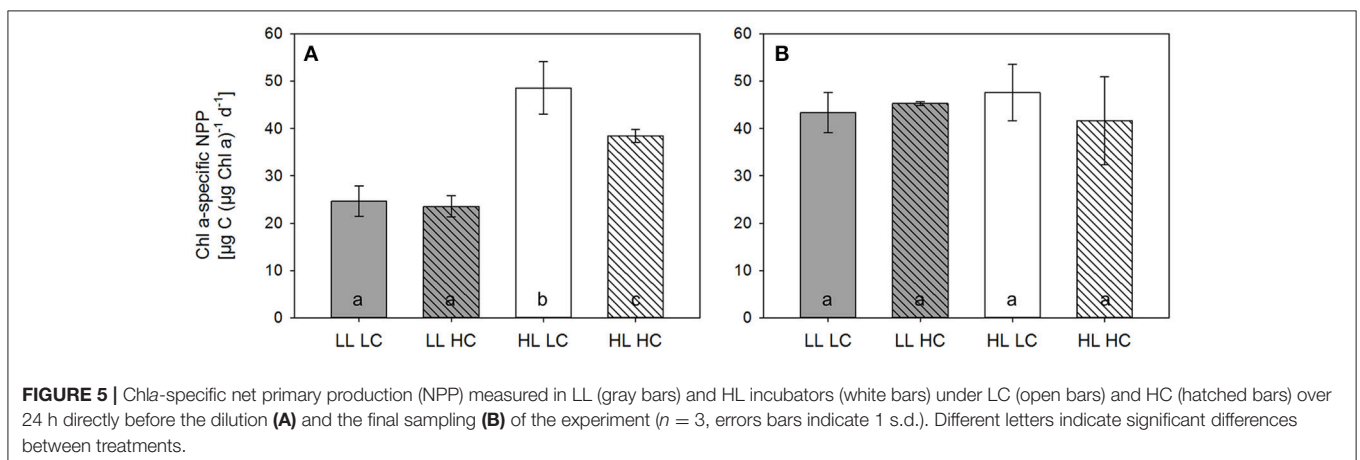 A
B
60
50
40
30
20
10
0
Chl a-specific NPP
[µg C (µg Chl a)⁻¹ d⁻¹]
a
a
b
c
LL LC
LL HC
HL LC
HL HC
60
50
40
30
20
10
0
a
a
a
a
LL LC
LL HC
HL LC
HL HC
FIGURE 5 | Chla-specific net primary production (NPP) measured in LL (gray bars) and HL incubators (white bars) under LC (open bars) and HC (hatched bars) over
24 h directly before the dilution (A) and the final sampling (B) of the experiment (n = 3, errors bars indicate 1 s.d.). Different letters indicate significant differences
between treatments.